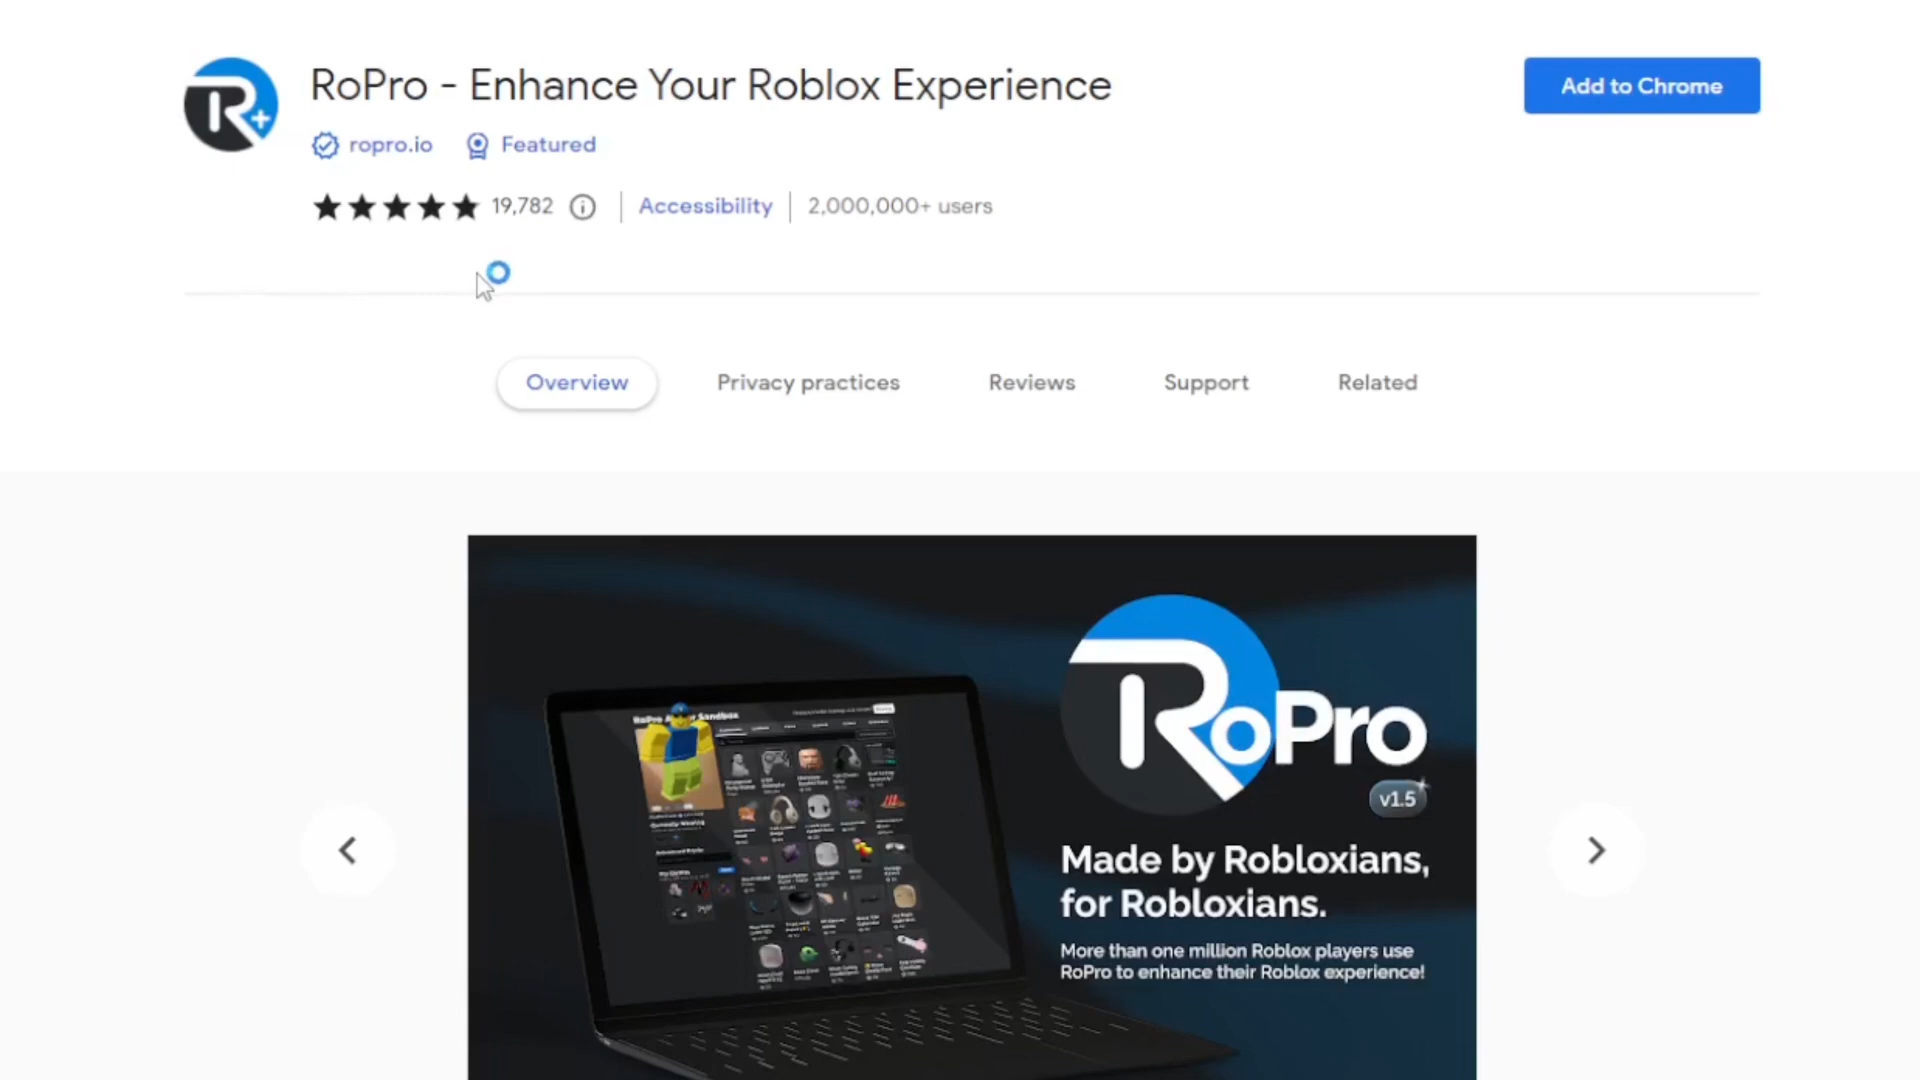 RoPro - Enhance Your Roblox Experience
Add to Chrome
ropro.io Featured
19,782 Accessibility 2,000,000+ users
Overview Privacy practices Reviews Support Related
RoPro
v1.5
Made by Robloxians,
for Robloxians.
More than one million Roblox players use
RoPro to enhance their Roblox experience!